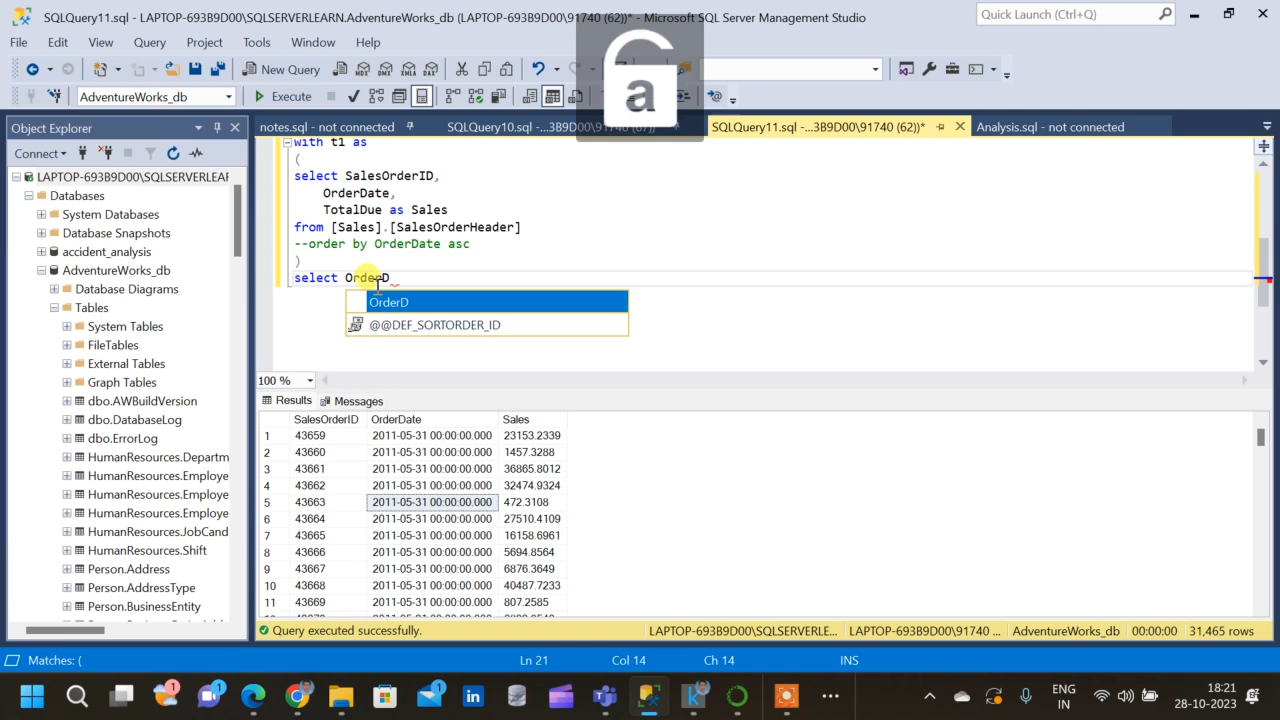 SQLQuery11.sql - LAPTOP-693B9D00\SQLSERVERLEARN.AdventureWorks_db (LAPTOP-693B9D00\91740 (62))* - Microsoft SQL Server Management Studio
Quick Launch (Ctrl+Q)
File Edit View Query Project Tools Window Help
New Query MDX DMX XMLA DAX
AdventureWorks_db Execute
a
Object Explorer
notes.sql - not connected SQLQuery10.sql -...3B9D00\91740 (67))* SQLQuery11.sql -...3B9D00\91740 (62))* Analysis.sql - not connected
Connect
LAPTOP-693B9D00\SQLSERVERLEAF
Databases
System Databases
Database Snapshots
accident_analysis
AdventureWorks_db
Database Diagrams
Tables
System Tables
FileTables
External Tables
Graph Tables
dbo.AWBuildVersion
dbo.DatabaseLog
dbo.ErrorLog
HumanResources.Departm
HumanResources.Employe
HumanResources.Employe
HumanResources.Employe
HumanResources.JobCand
HumanResources.Shift
Person.Address
Person.AddressType
Person.BusinessEntity
with t1 as
(
select SalesOrderID,
OrderDate,
TotalDue as Sales
from [Sales].[SalesOrderHeader]
--order by OrderDate asc
)
select OrderD
OrderD
@@DEF_SORTORDER_ID
100 %
Results Messages
SalesOrderID OrderDate Sales
1 43659 2011-05-31 00:00:00.000 23153.2339
2 43660 2011-05-31 00:00:00.000 1457.3288
3 43661 2011-05-31 00:00:00.000 36865.8012
4 43662 2011-05-31 00:00:00.000 32474.9324
5 43663 2011-05-31 00:00:00.000 472.3108
6 43664 2011-05-31 00:00:00.000 27510.4109
7 43665 2011-05-31 00:00:00.000 16158.6961
8 43666 2011-05-31 00:00:00.000 5694.8564
9 43667 2011-05-31 00:00:00.000 6876.3649
10 43668 2011-05-31 00:00:00.000 40487.7233
11 43669 2011-05-31 00:00:00.000 807.2585
Query executed successfully. LAPTOP-693B9D00\SQLSERVERLE... LAPTOP-693B9D00\91740 ... AdventureWorks_db 00:00:00 31,465 rows
Matches: ( Ln 21 Col 14 Ch 14 INS
1 1 ENG IN 18:21 28-10-2023